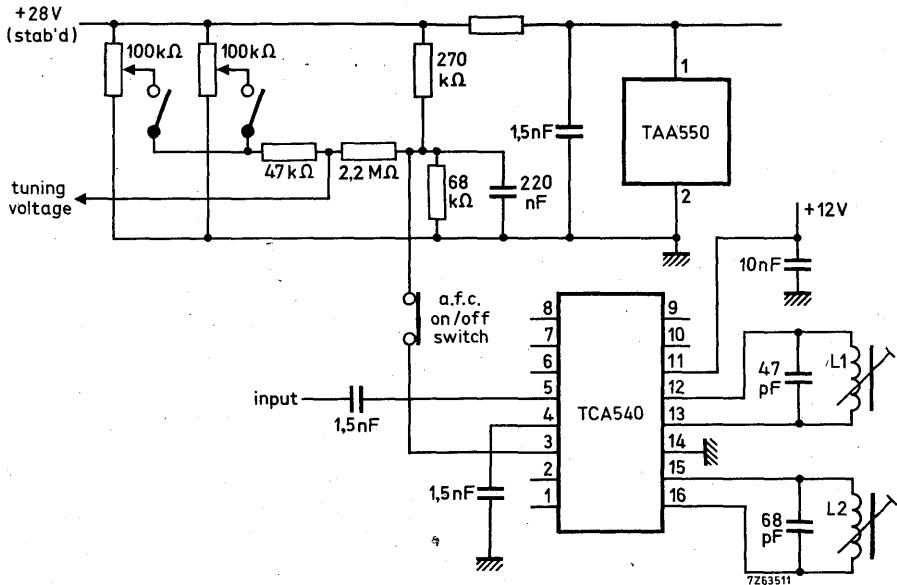 +28V
(stab'd)
100kΩ
100kΩ
270
kΩ
1,5nF
1
TAA550
2
47kΩ
2,2 MΩ
68
kΩ
220
nF
tuning
voltage
+12V
10nF
a.f.c.
on/off
switch
input
1,5nF
1,5nF
8
7
6
5
4
3
2
1
TCA540
9
10
11
12
13
14
15
16
47
pF
L1
68
pF
L2
7Z63511